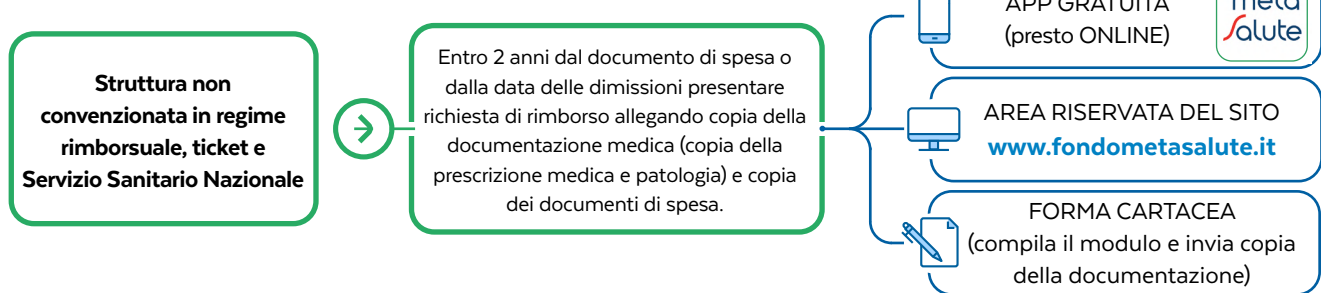 Struttura non
convenzionata in regime
rimborsuale, ticket e
Servizio Sanitario Nazionale
Entro 2 anni dal documento di spesa o
dalla data delle dimissioni presentare
richiesta di rimborso allegando copia della
documentazione medica (copia della
prescrizione medica e patologia) e copia
dei documenti di spesa.
APP GRATUITA
(presto ONLINE)
meta
Salute
AREA RISERVATA DEL SITO
www.fondometasalute.it
FORMA CARTACEA
(compila il modulo e invia copia
della documentazione)